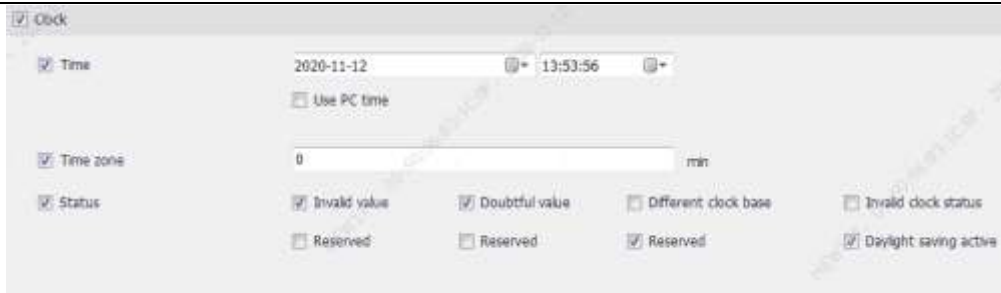 Clock
Time 2020-11-12 13:53:56
Use PC time
Time zone 0 min
Status Invalid value Doubtful value Different clock base Invalid clock status
Reserved Reserved Reserved Daylight saving active